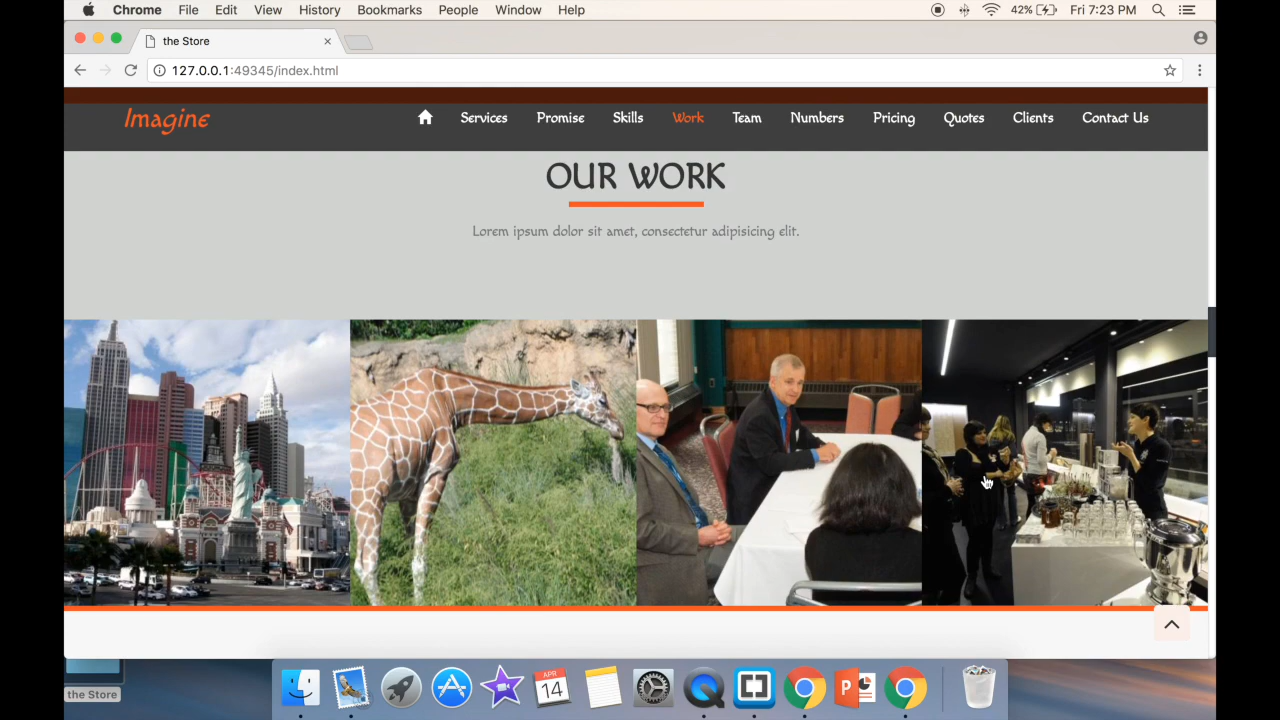 Chrome File Edit View History Bookmarks People Window Help 42% Fri 7:23 PM
the Store
127.0.0.1:49345/index.html
Imagine Services Promise Skills Work Team Numbers Pricing Quotes Clients Contact Us
OUR WORK
Lorem ipsum dolor sit amet, consectetur adipisicing elit.
APR
14
P
the Store